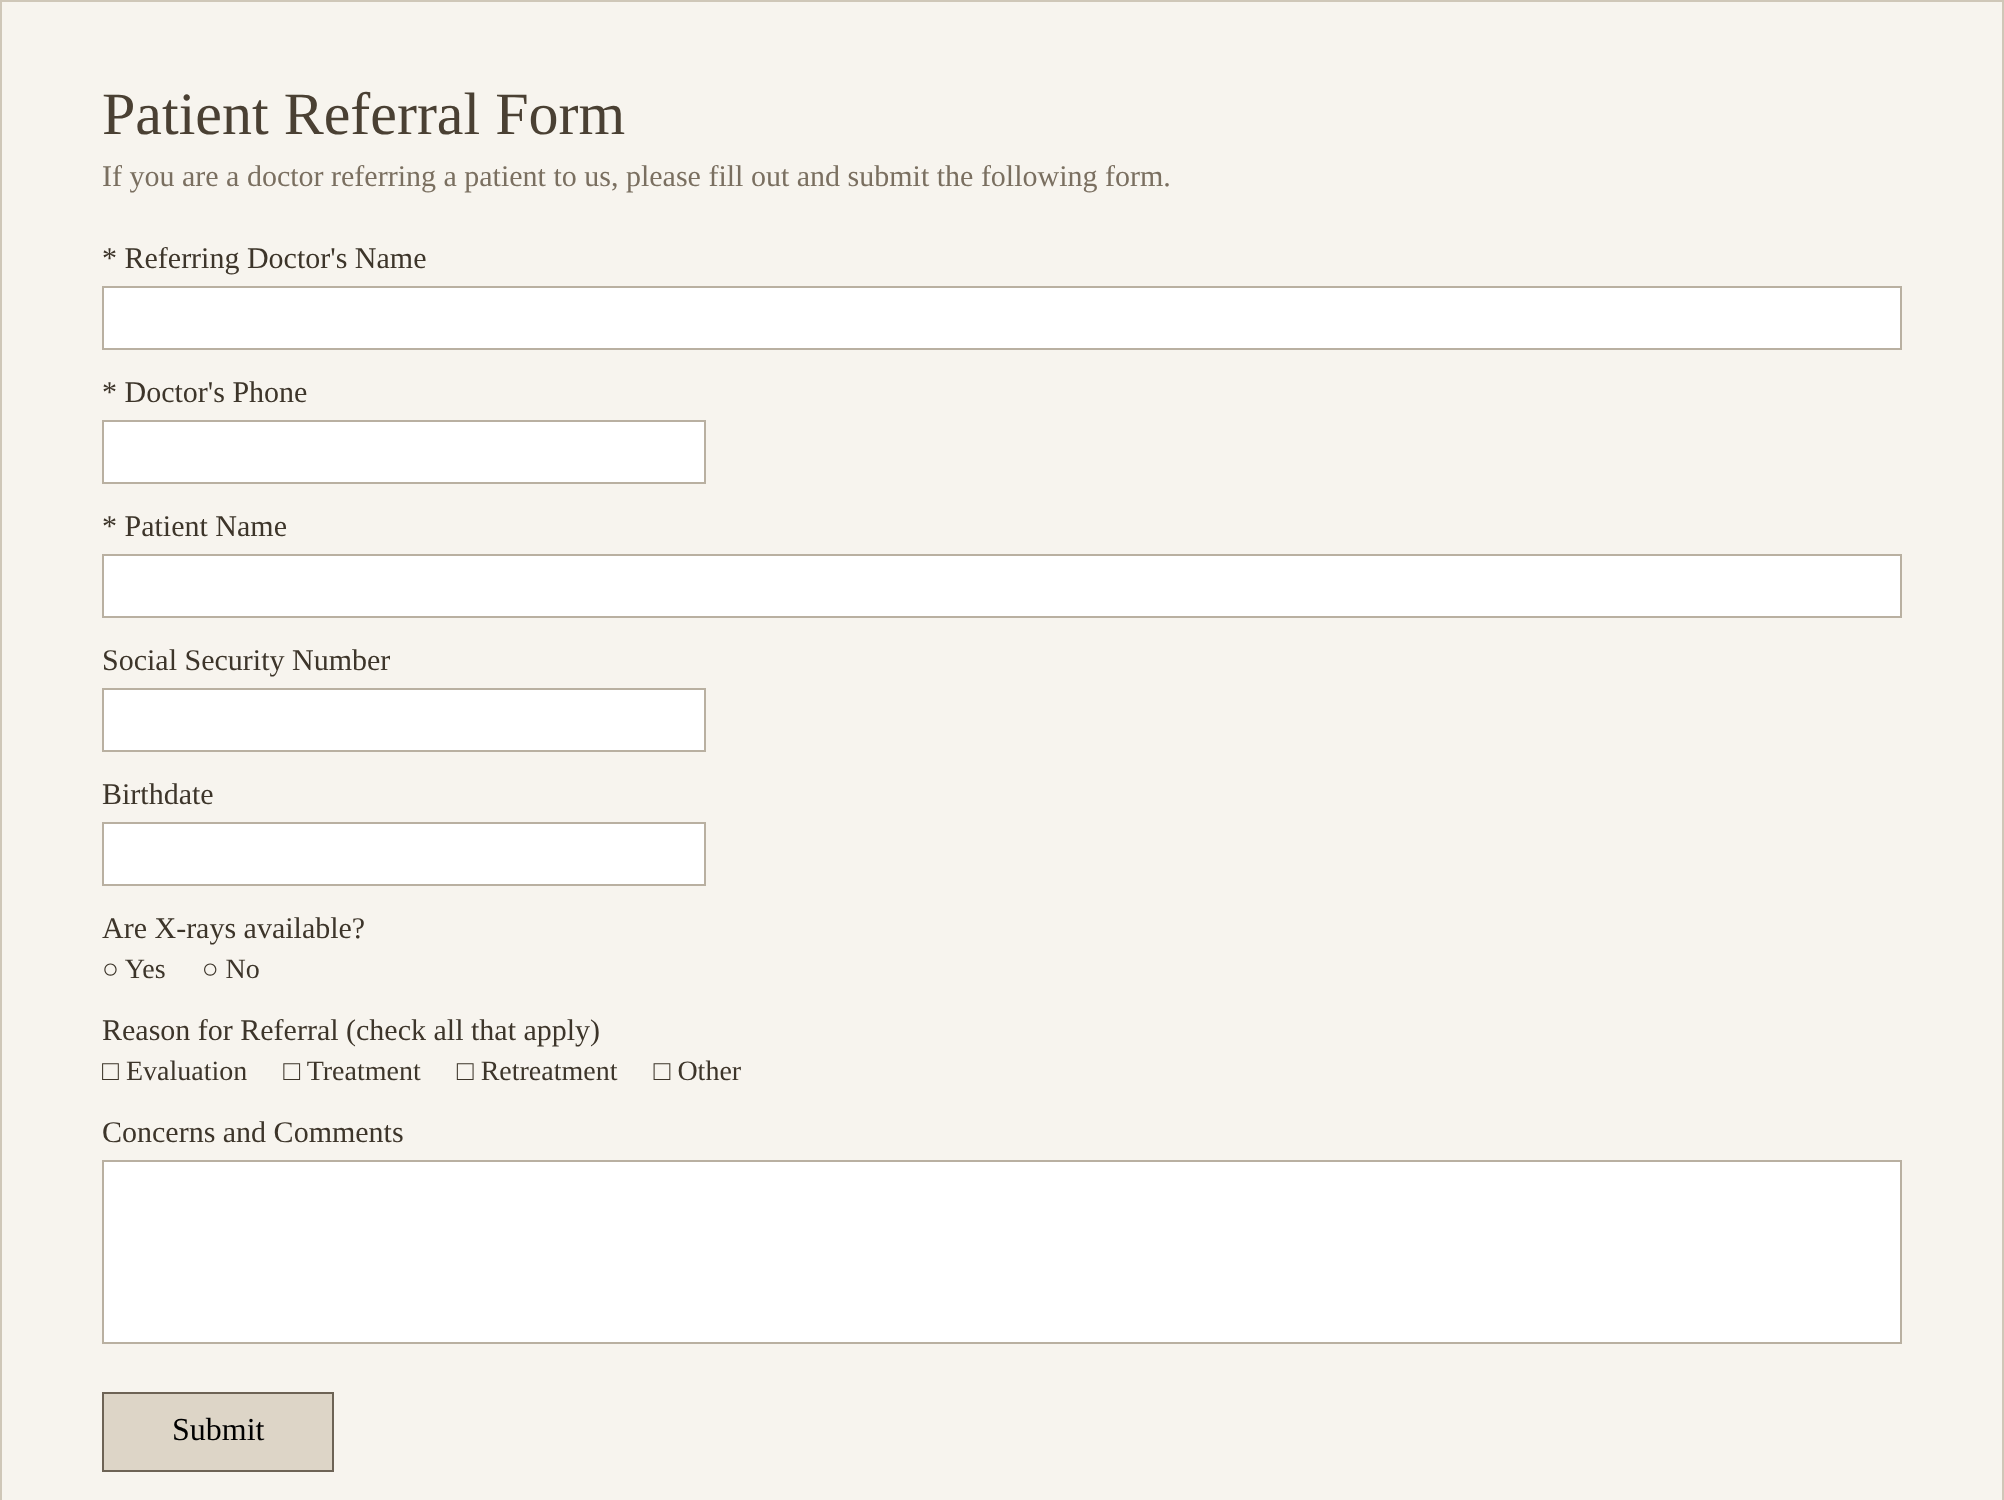 Patient Referral Form
If you are a doctor referring a patient to us, please fill out and submit the following form.
* Referring Doctor's Name
* Doctor's Phone
* Patient Name
Social Security Number
Birthdate
Are X-rays available?
○ Yes ○ No
Reason for Referral (check all that apply)
□ Evaluation □ Treatment □ Retreatment □ Other
Concerns and Comments
Submit